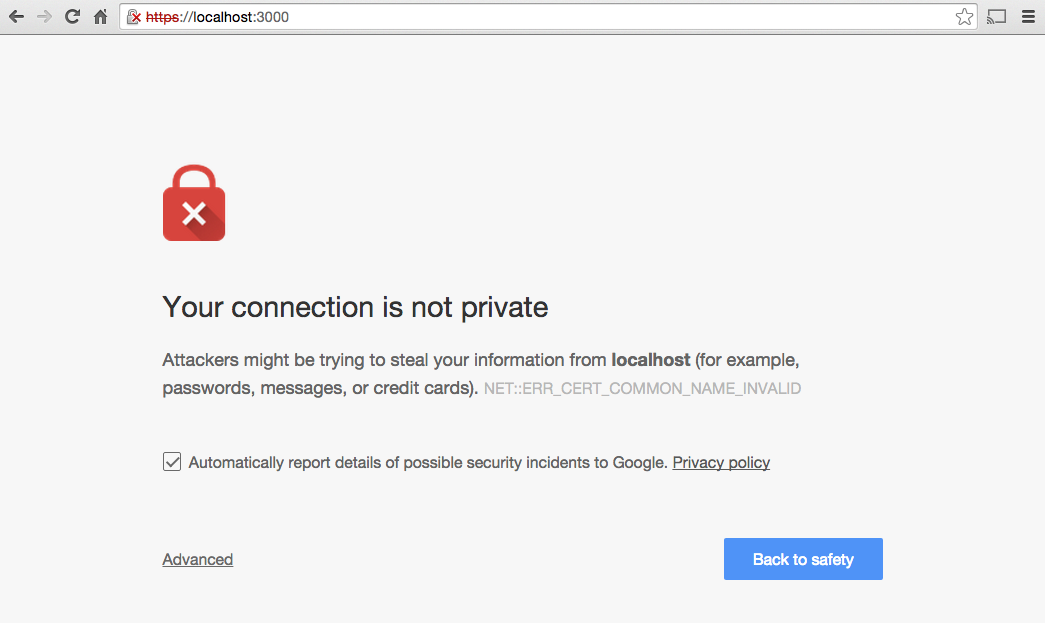 https://localhost:3000
Your connection is not private
Attackers might be trying to steal your information from localhost (for example,
passwords, messages, or credit cards). NET::ERR_CERT_COMMON_NAME_INVALID
Automatically report details of possible security incidents to Google. Privacy policy
Advanced
Back to safety